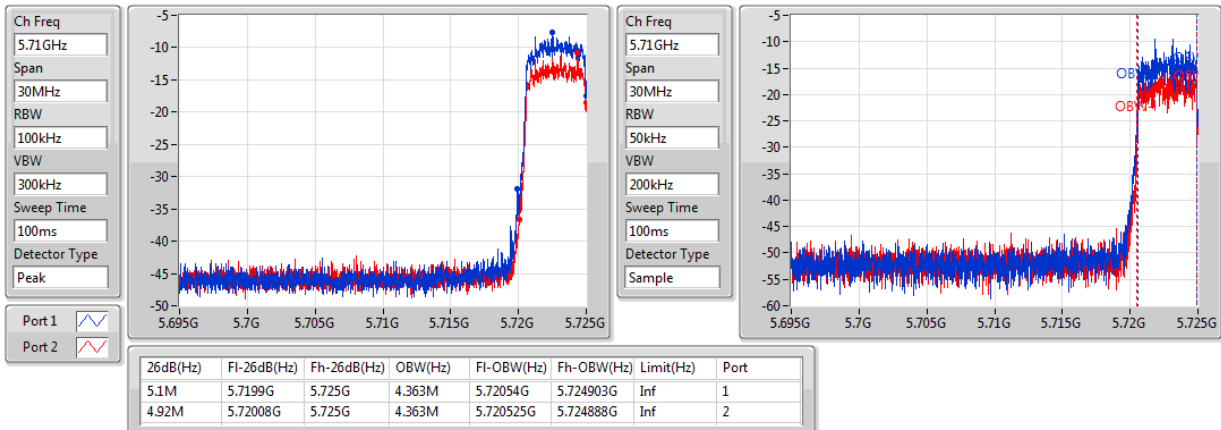 Ch Freq
5.71GHz
Span
30MHz
RBW
100kHz
VBW
300kHz
Sweep Time
100ms
Detector Type
Peak
Port 1
Port 2
-5
-10
-15
-20
-25
-30
-35
-40
-45
-50
5.695G 5.7G 5.705G 5.71G 5.715G 5.72G 5.725G
Ch Freq
5.71GHz
Span
30MHz
RBW
50kHz
VBW
200kHz
Sweep Time
100ms
Detector Type
Sample
-5
-10
-15
-20
-25
-30
-35
-40
-45
-50
-55
-60
5.695G 5.7G 5.705G 5.71G 5.715G 5.72G 5.725G
26dB(Hz) Fl-26dB(Hz) Fh-26dB(Hz) OBW(Hz) Fl-OBW(Hz) Fh-OBW(Hz) Limit(Hz) Port
5.1M 5.7199G 5.725G 4.363M 5.72054G 5.724903G Inf 1
4.92M 5.72008G 5.725G 4.363M 5.720525G 5.724888G Inf 2